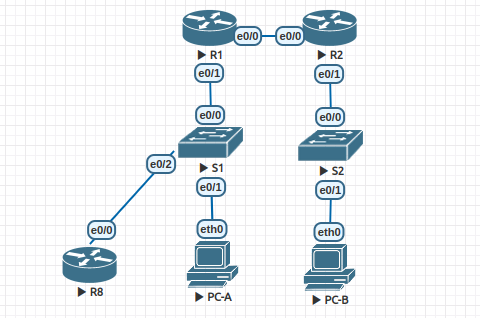 e0/0 e0/0
R1 R2
e0/1 e0/1
e0/0 e0/0
e0/2 S1 S2
e0/1 e0/1
e0/0 eth0 eth0
R8 PC-A PC-B